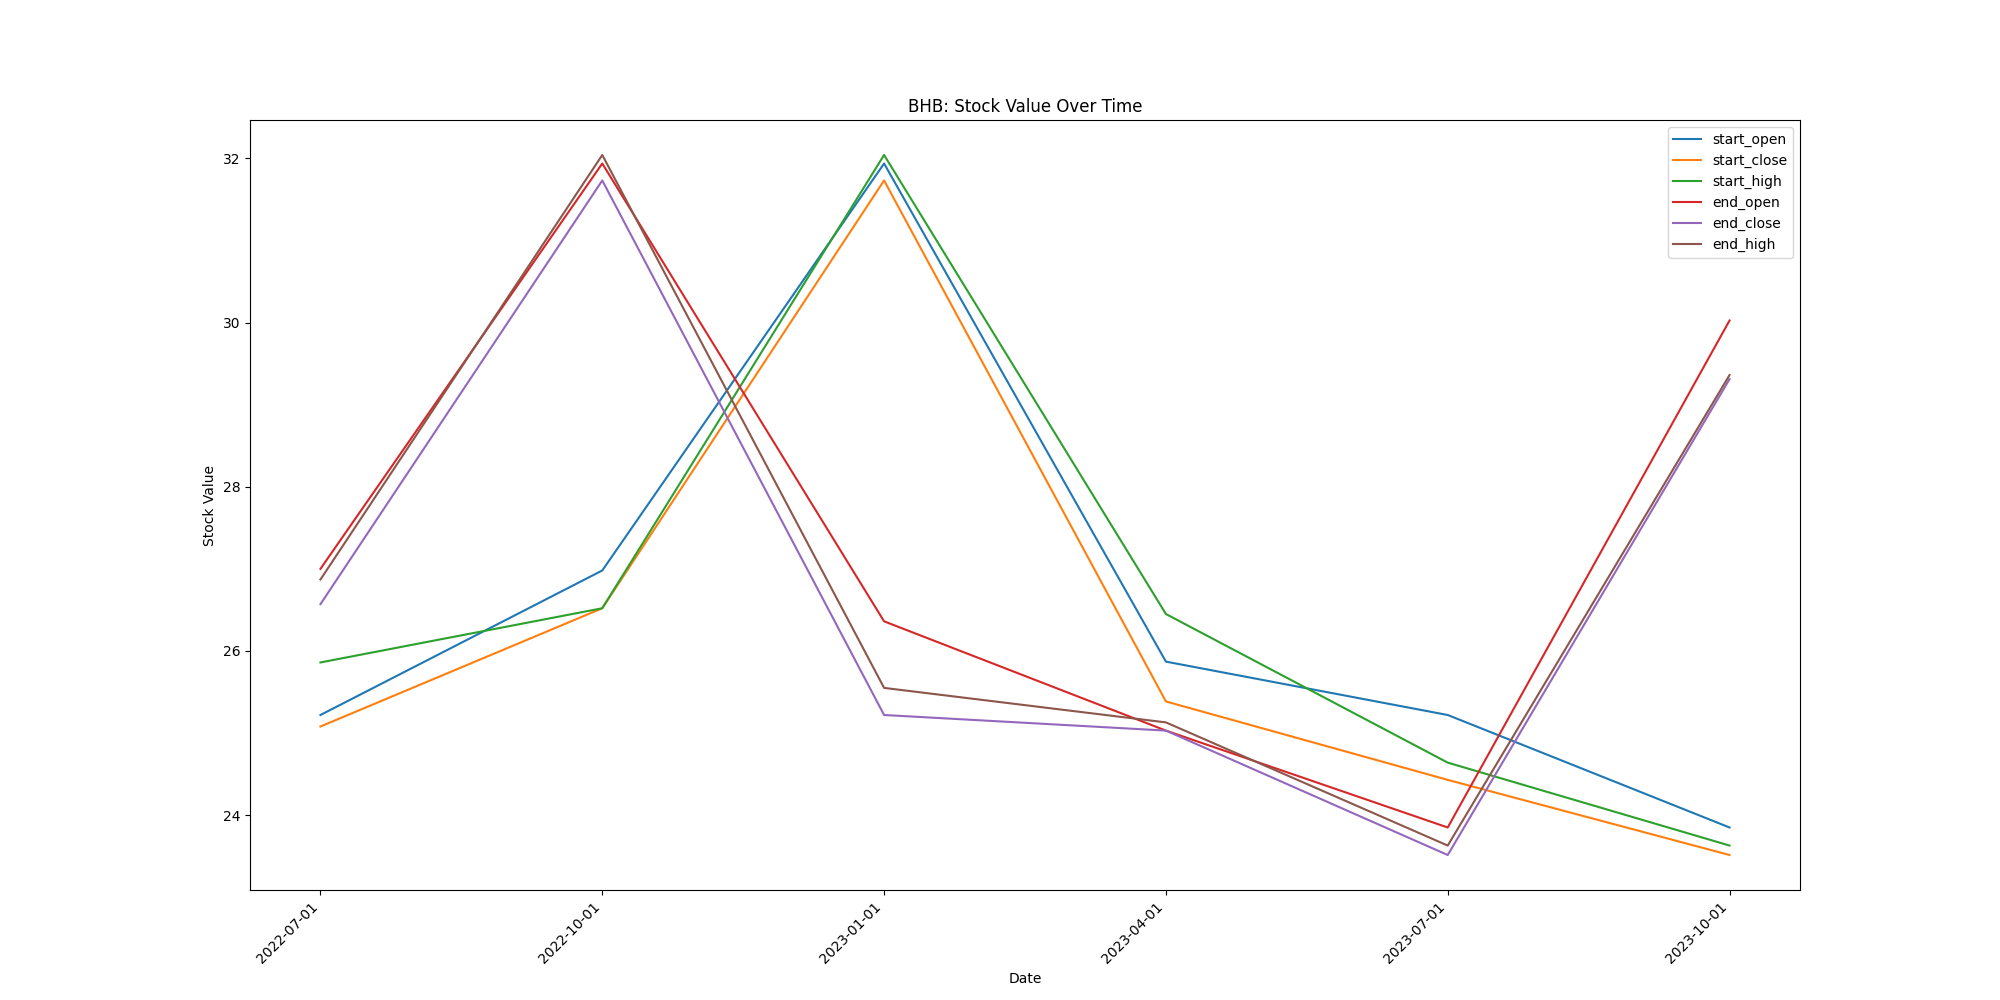 BHB: Stock Value Over Time
start_open
start_close
start_high
end_open
end_close
end_high
32
30
28
26
24
Stock Value
2022-07-01
2022-10-01
2023-01-01
2023-04-01
2023-07-01
2023-10-01
Date